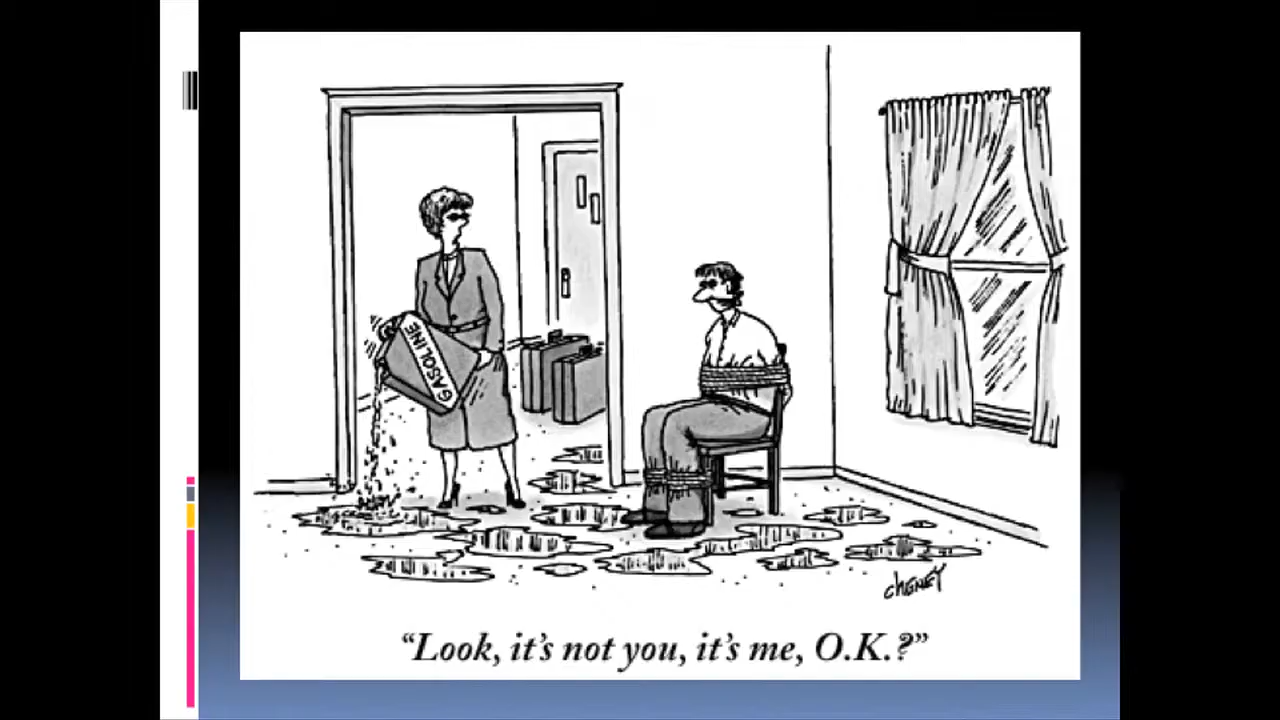 GASOLINE
CHENEY
“Look, it’s not you, it’s me, O.K.?”